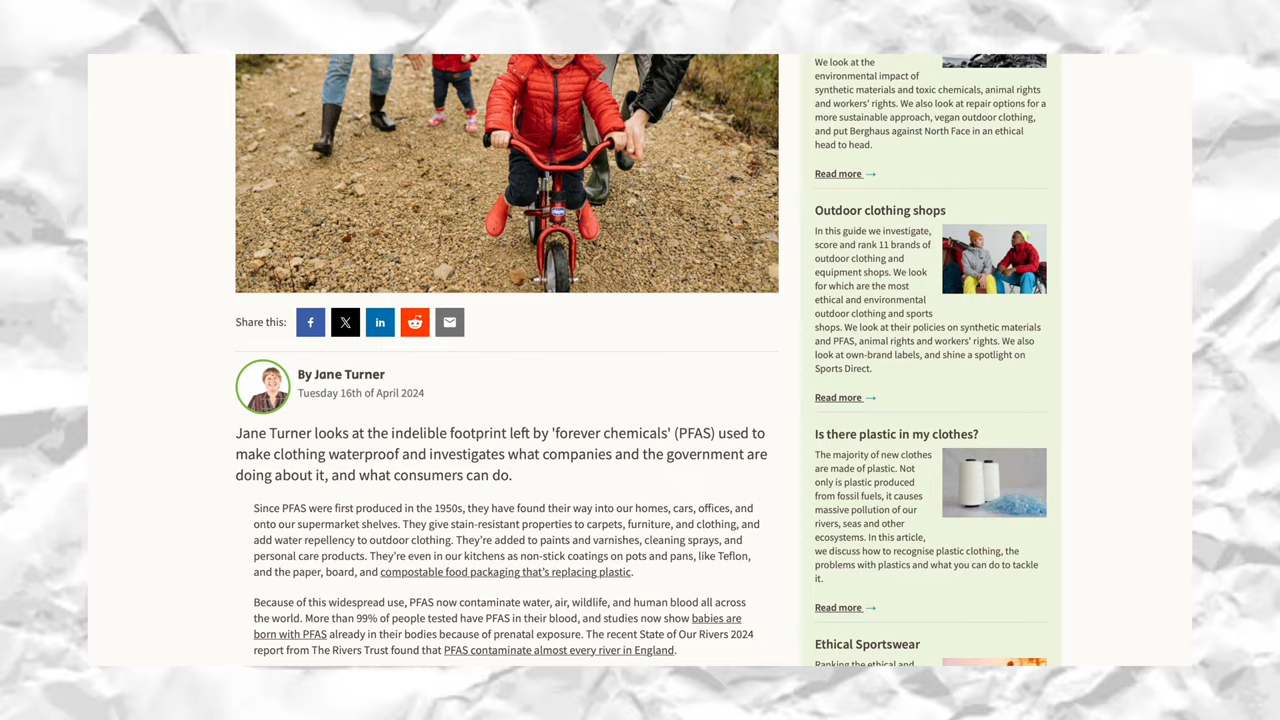 Share this:
f
X
in
By Jane Turner
Tuesday 16th of April 2024
Jane Turner looks at the indelible footprint left by 'forever chemicals' (PFAS) used to
make clothing waterproof and investigates what companies and the government are
doing about it, and what consumers can do.
Since PFAS were first produced in the 1950s, they have found their way into our homes, cars, offices, and
onto our supermarket shelves. They give stain-resistant properties to carpets, furniture, and clothing, and
add water repellency to outdoor clothing. They're added to paints and varnishes, cleaning sprays, and
personal care products. They're even in our kitchens as non-stick coatings on pots and pans, like Teflon,
and the paper, board, and compostable food packaging that's replacing plastic.
Because of this widespread use, PFAS now contaminate water, air, wildlife, and human blood all across
the world. More than 99% of people tested have PFAS in their blood, and studies now show babies are
born with PFAS already in their bodies because of prenatal exposure. The recent State of Our Rivers 2024
report from The Rivers Trust found that PFAS contaminate almost every river in England.
We look at the
environmental impact of
synthetic materials and toxic chemicals, animal rights
and workers' rights. We also look at repair options for a
more sustainable approach, vegan outdoor clothing,
and put Berghaus against North Face in an ethical
head to head.
Read more →
Outdoor clothing shops
In this guide we investigate,
score and rank 11 brands of
outdoor clothing and
equipment shops. We look
for which are the most
ethical and environmental
outdoor clothing and sports
shops. We look at their policies on synthetic materials
and PFAS, animal rights and workers' rights. We also
look at own-brand labels, and shine a spotlight on
Sports Direct.
Read more →
Is there plastic in my clothes?
The majority of new clothes
are made of plastic. Not
only is plastic produced
from fossil fuels, it causes
massive pollution of our
rivers, seas and other
ecosystems. In this article,
we discuss how to recognise plastic clothing, the
problems with plastics and what you can do to tackle
it.
Read more →
Ethical Sportswear
Ranking the ethical and